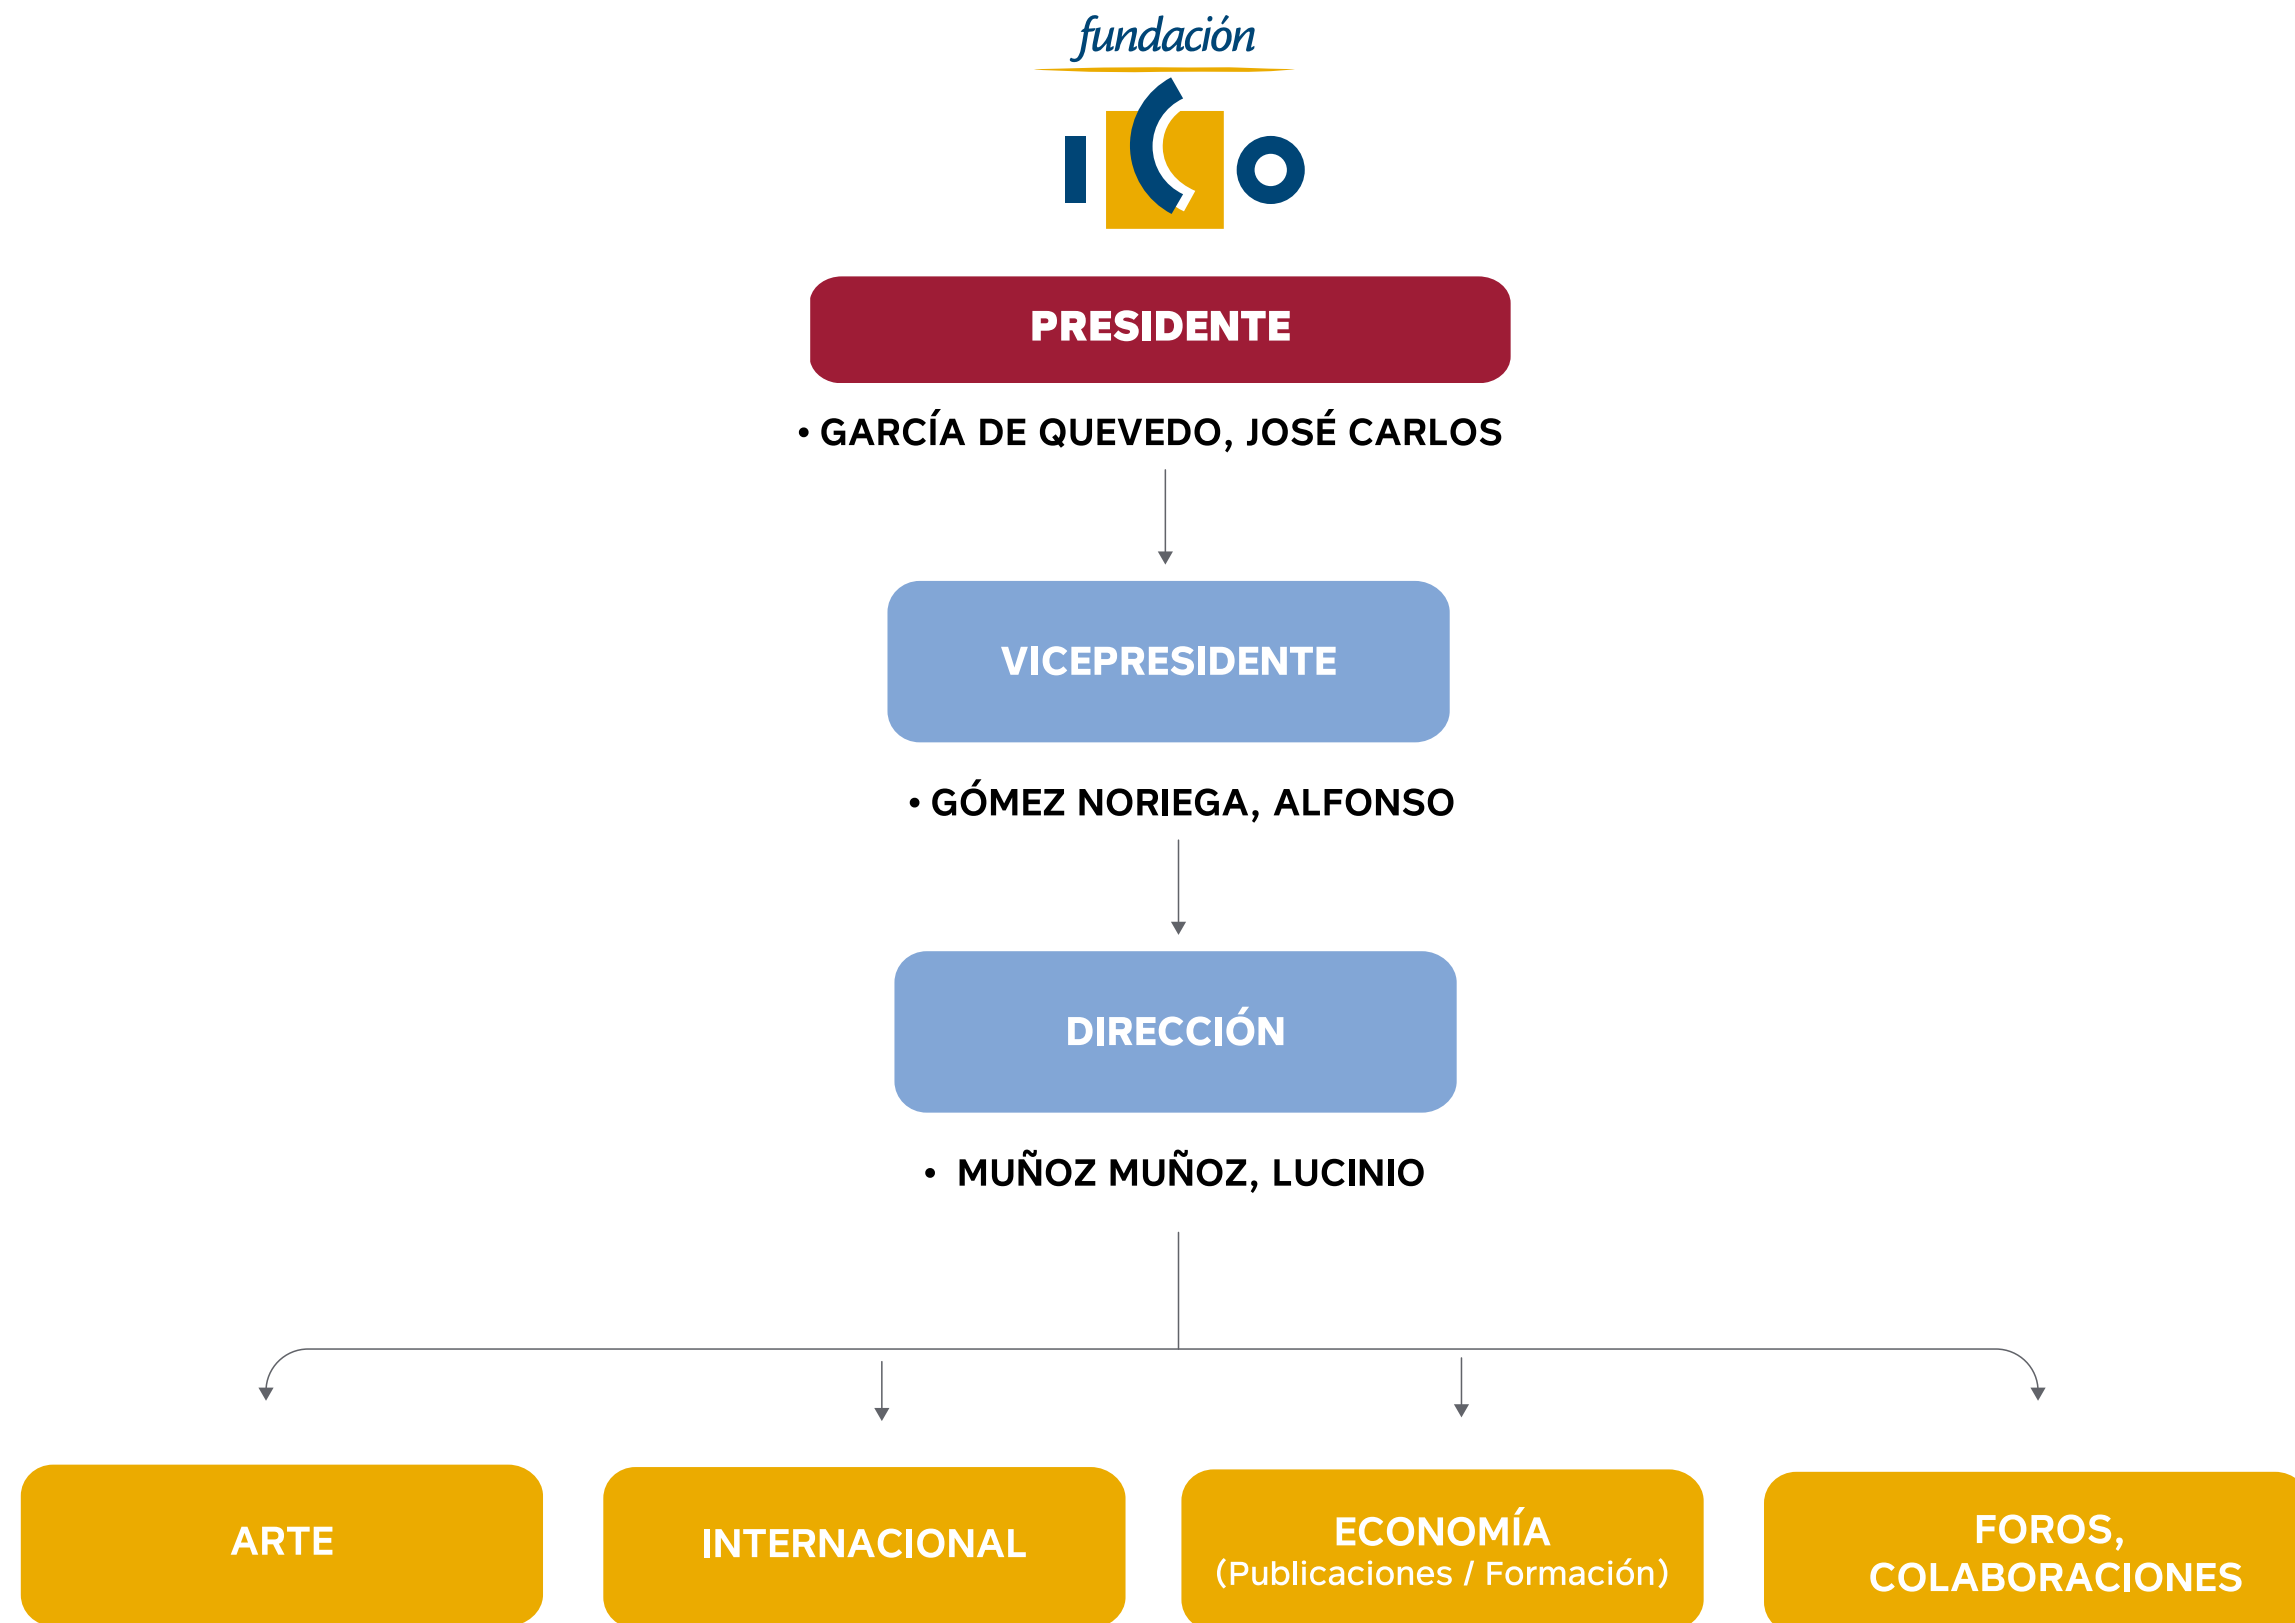 fundación
ICO
PRESIDENTE
• GARCÍA DE QUEVEDO, JOSÉ CARLOS
VICEPRESIDENTE
• GÓMEZ NORIEGA, ALFONSO
DIRECCIÓN
• MUÑOZ MUÑOZ, LUCINIO
ARTE
INTERNACIONAL
ECONOMÍA
(Publicaciones / Formación)
FOROS,
COLABORACIONES